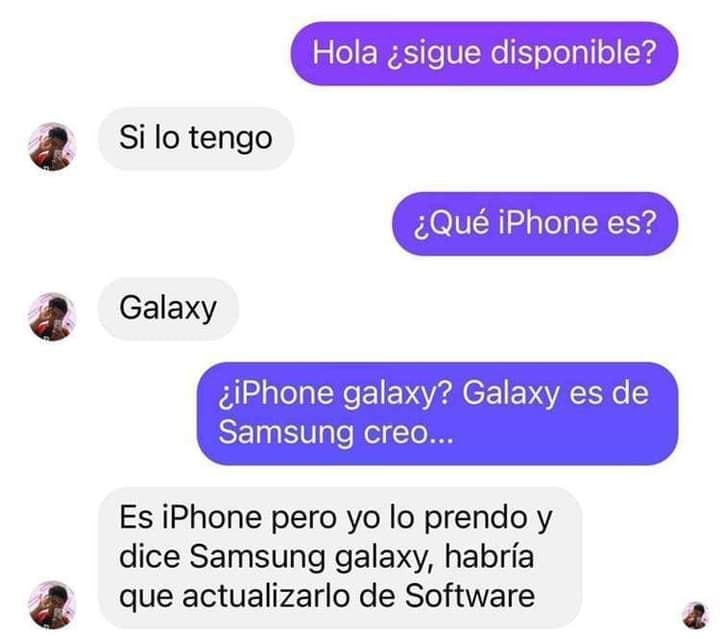 Hola ¿sigue disponible?
Si lo tengo
¿Qué iPhone es?
Galaxy
¿iPhone galaxy? Galaxy es de
Samsung creo...
Es iPhone pero yo lo prendo y
dice Samsung galaxy, habría
que actualizarlo de Software